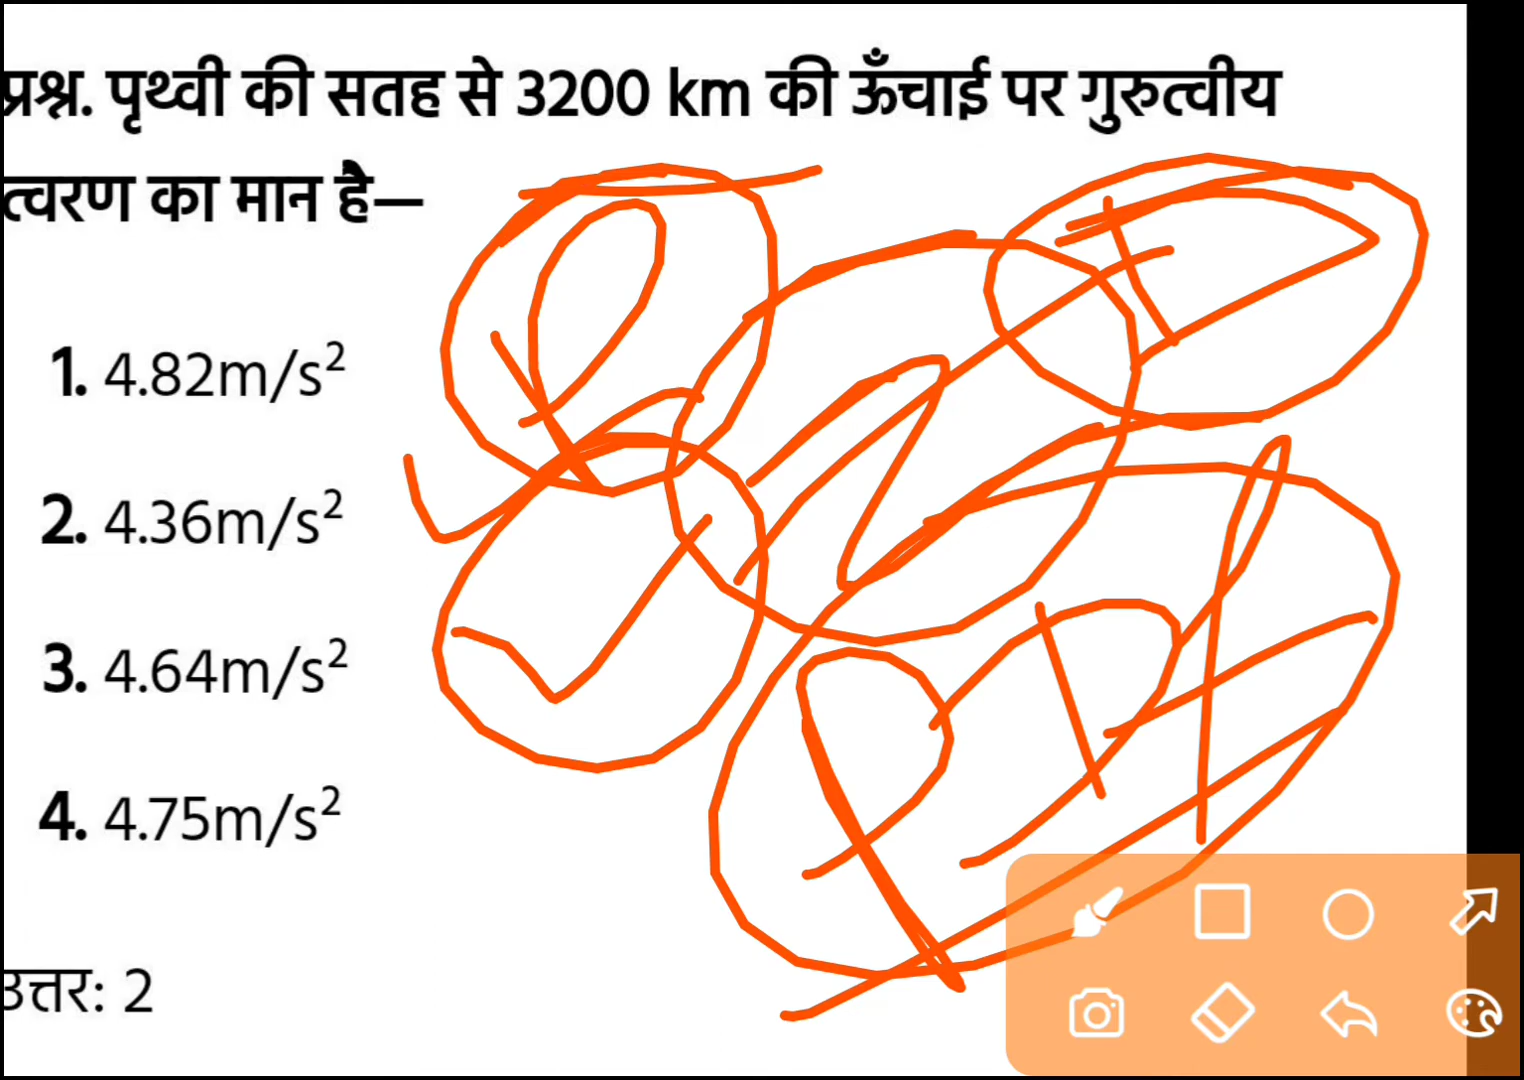 प्रश्न. पृथ्वी की सतह से 3200 km की ऊँचाई पर गुरुत्वीय
त्वरण का मान है—
1. 4.82m/s²
2. 4.36m/s²
3. 4.64m/s²
4. 4.75m/s²
उत्तर: 2